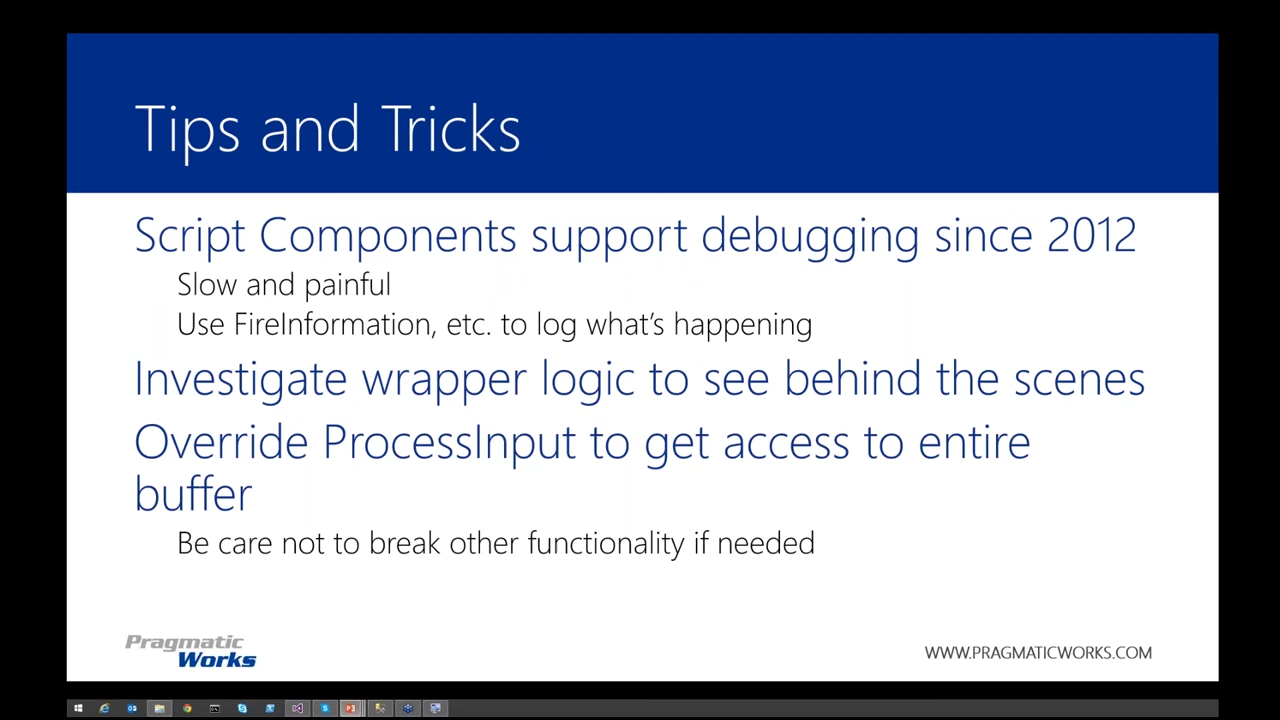 Tips and Tricks
Script Components support debugging since 2012
Slow and painful
Use FireInformation, etc. to log what's happening
Investigate wrapper logic to see behind the scenes
Override ProcessInput to get access to entire
buffer
Be care not to break other functionality if needed
Pragmatic
Works
WWW.PRAGMATICWORKS.COM